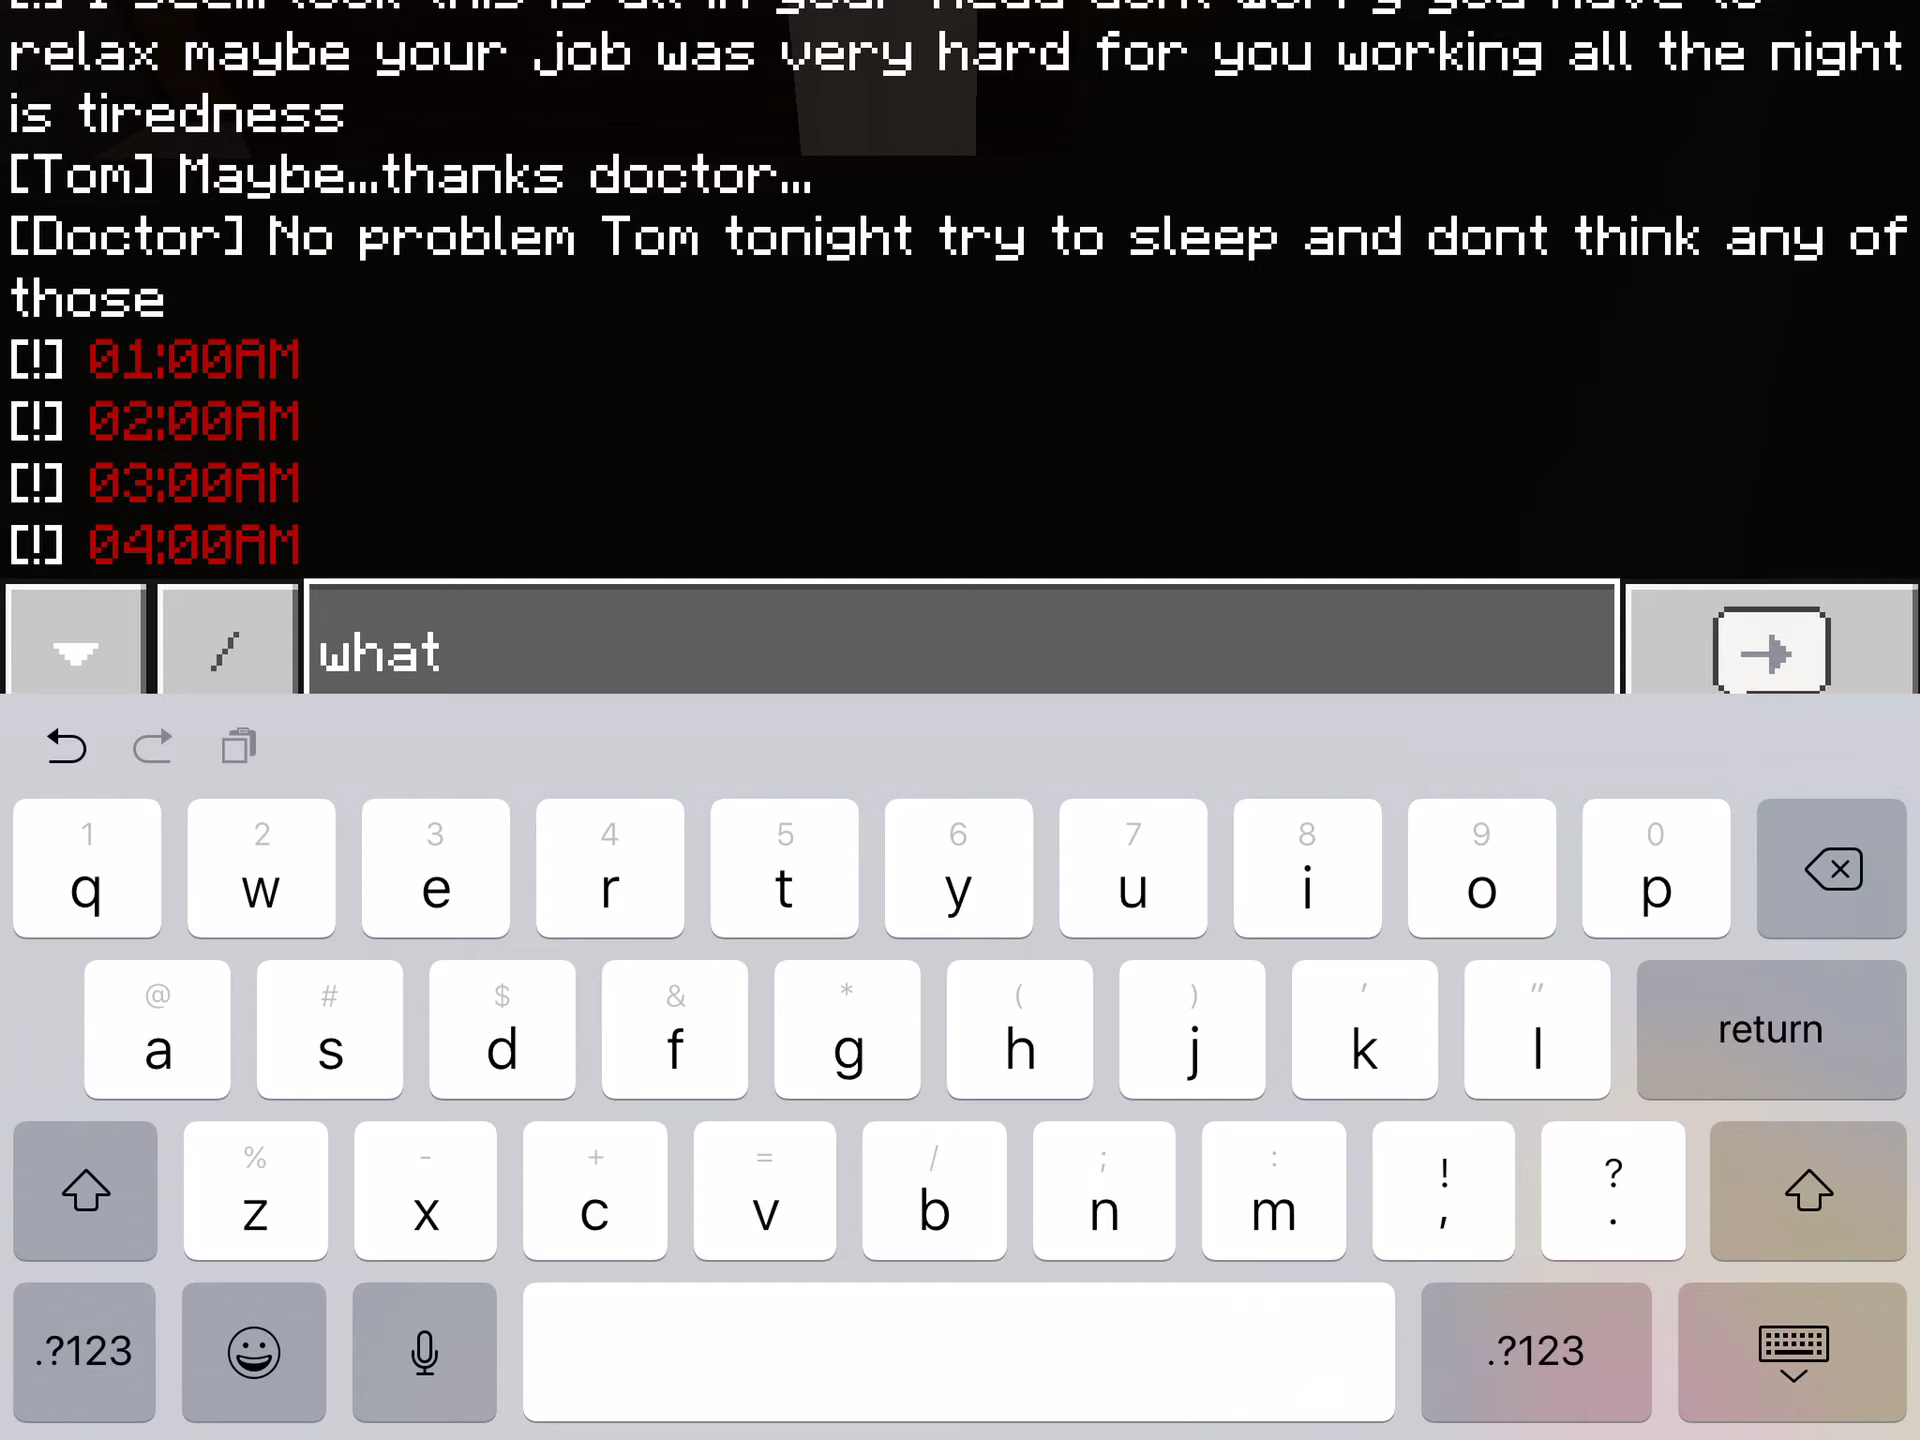 relax maybe your job was very hard for you working all the night
is tiredness
[Tom] Maybe...thanks doctor...
[Doctor] No problem Tom tonight try to sleep and dont think any of
those
[!] 01:00AM
[!] 02:00AM
[!] 03:00AM
[!] 04:00AM
/ what
1 2 3 4 5 6 7 8 9 0
q w e r t y u i o p
@ # $ & * ( ) ' "
a s d f g h j k l return
% - + = / ; : ! ?
z x c v b n m , .
.?123 .?123